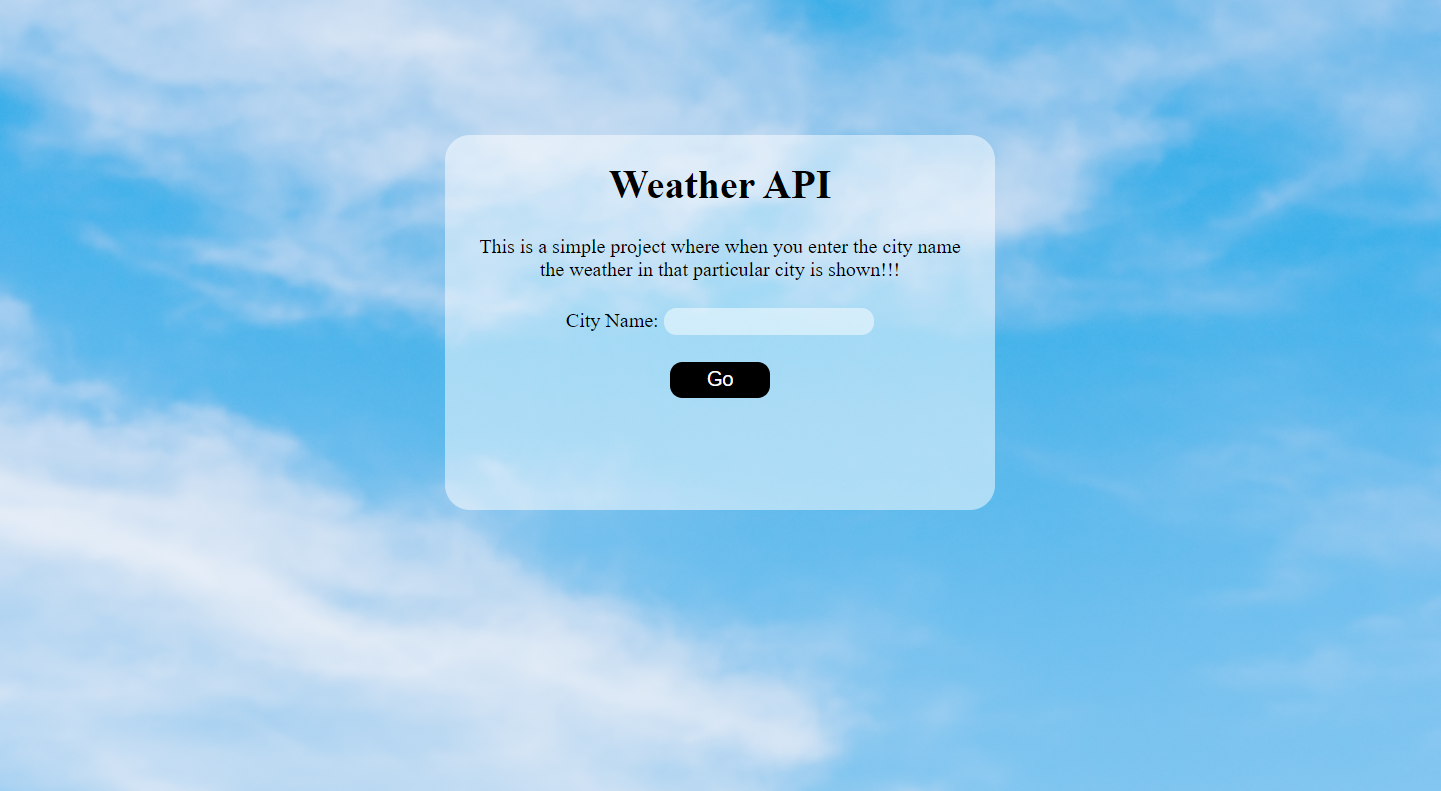 Weather API
This is a simple project where when you enter the city name
the weather in that particular city is shown!!!
City Name:
Go